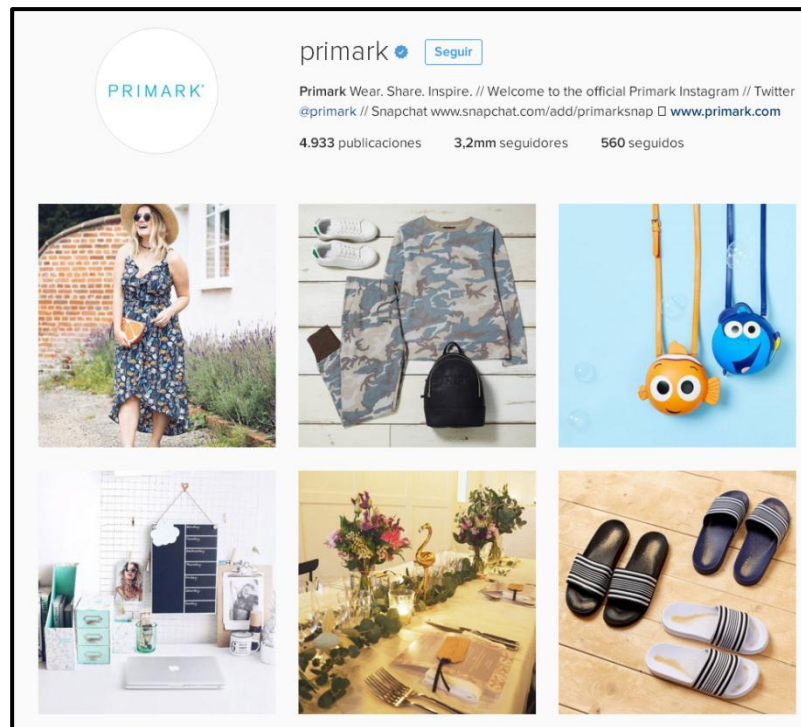 PRIMARK
primark Seguir
Primark Wear. Share. Inspire. // Welcome to the official Primark Instagram // Twitter
@primark // Snapchat www.snapchat.com/add/primarksnap www.primark.com
4.933 publicaciones 3,2mm seguidores 560 seguidos